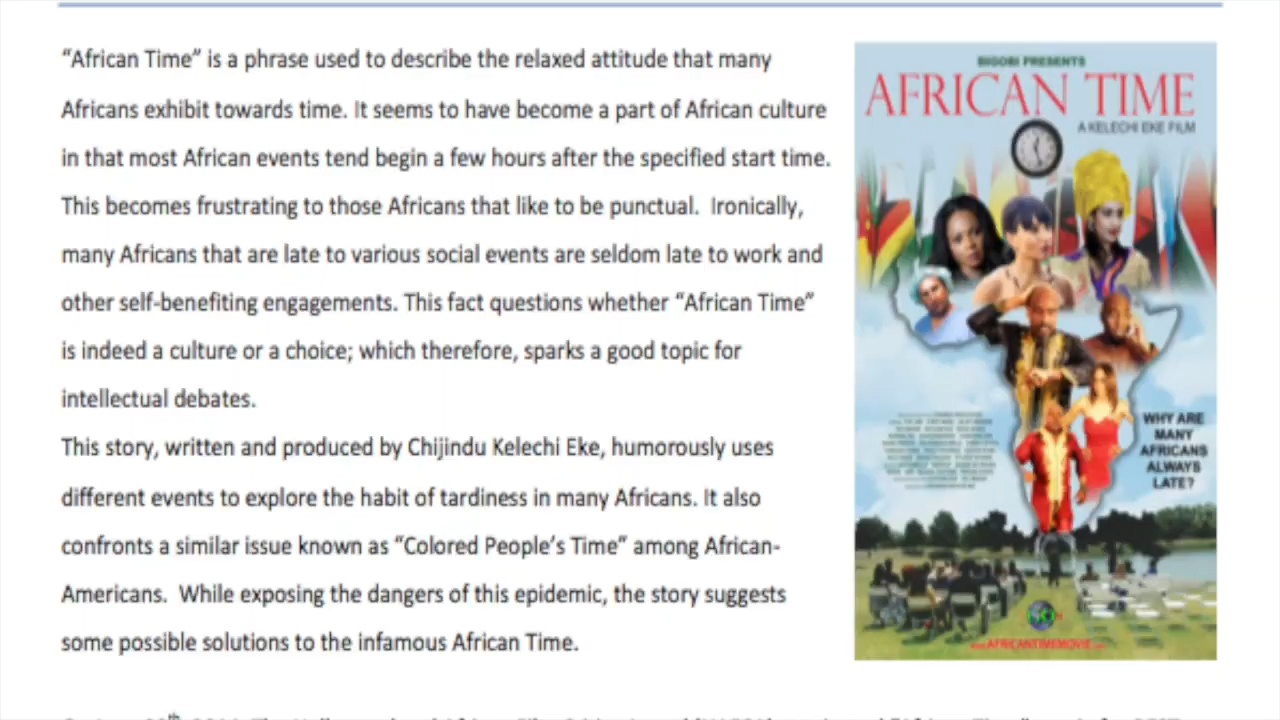 “African Time” is a phrase used to describe the relaxed attitude that many
Africans exhibit towards time. It seems to have become a part of African culture
in that most African events tend begin a few hours after the specified start time.
This becomes frustrating to those Africans that like to be punctual.  Ironically,
many Africans that are late to various social events are seldom late to work and
other self-benefiting engagements. This fact questions whether “African Time”
is indeed a culture or a choice; which therefore, sparks a good topic for
intellectual debates.
This story, written and produced by Chijindu Kelechi Eke, humorously uses
different events to explore the habit of tardiness in many Africans. It also
confronts a similar issue known as “Colored People’s Time” among African-
Americans.  While exposing the dangers of this epidemic, the story suggests
some possible solutions to the infamous African Time.
BIGOBI PRESENTS
AFRICAN TIME
A KELECHI EKE FILM
WHY ARE
MANY
AFRICANS
ALWAYS
LATE?
AFRICANTIMEMOVIE